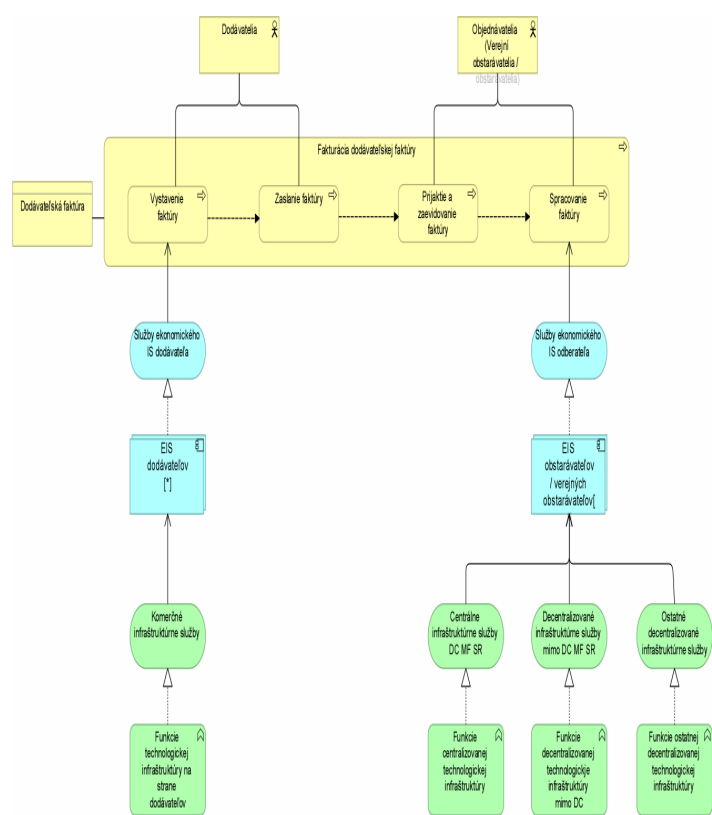 Dodávatelia
Objednávatelia
(Verejní
obstarávatelia /
obstarávatelia)
Fakturácia dodávateľskej faktúry
Dodávateľská faktúra
Vystavenie
faktúry
Zaslanie faktúry
Prijaktie a
zaevidovanie
faktúry
Spracovanie
faktúry
Služby ekonomického
IS dodávateľa
Služby ekonomického
IS odberateľa
EIS
dodávateľov
[*]
EIS
obstarávateľov
/ verejných
obstarávateľov[
Komerčné
infraštruktúrne služby
Centrálne
infraštruktúrne služby
DC MF SR
Decentralizované
infraštruktúrne služby
mimo DC MF SR
Ostatné
decentralizované
infraštruktúrne služby
Funkcie
technologickej
infraštruktúry na
strane
dodávateľov
Funkcie
centralizovanej
technologickej
infraštruktúry
Funkcie
decentralizovanej
technologickje
infraštruktúry
mimo DC
Funkcie ostatnej
decentralizovanej
technologickej
infraštruktúry